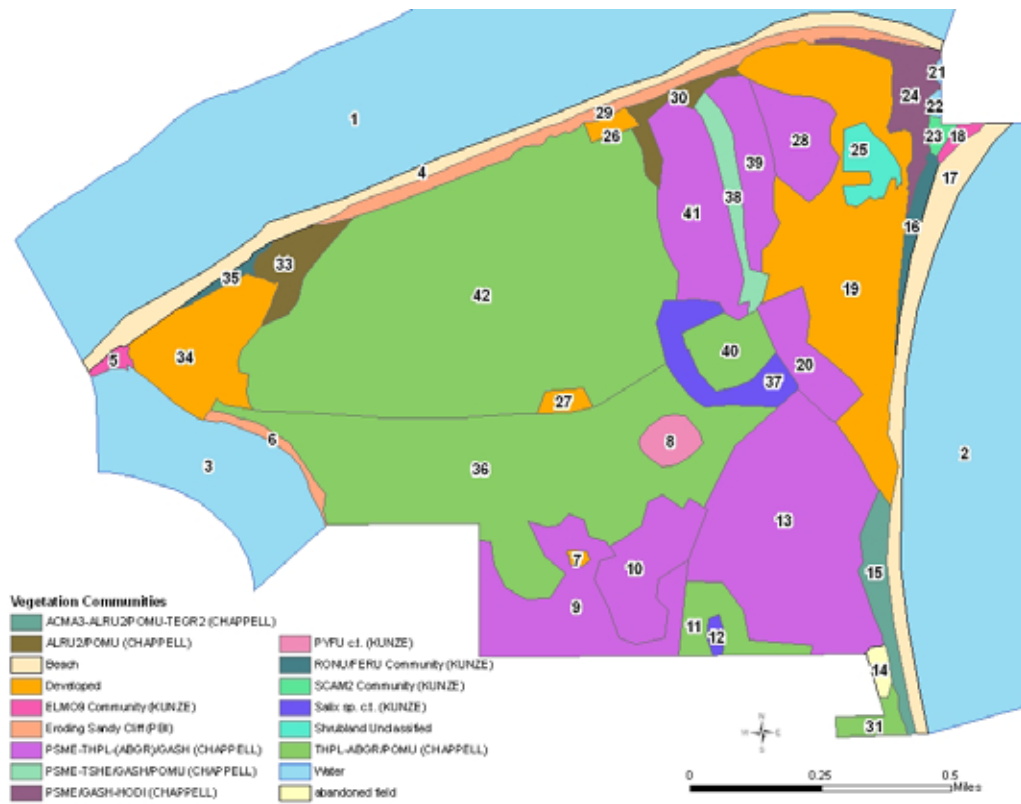 1
2
3
4
5
6
7
8
9
10
11
12
13
14
15
16
17
18
19
20
21
22
23
24
25
26
27
28
29
30
31
33
34
35
36
37
38
39
40
41
42
Vegetation Communities
ACMA3-ALRU2/POMU-TEGR2 (CHAPPELL)
ALRU2/POMU (CHAPPELL)
Beach
Developed
ELMO9 Community (KUNZE)
Eroding Sandy Cliff (PBI)
PSME-THPL-(ABGR)/GASH (CHAPPELL)
PSME-TSHE/GASH/POMU (CHAPPELL)
PSME/GASH-HODI (CHAPPELL)
PYFU c.t. (KUNZE)
RONU/FERU Community (KUNZE)
SCAM2 Community (KUNZE)
Salix sp. c.t. (KUNZE)
Shrubland Unclassified
THPL-ABGR/POMU (CHAPPELL)
Water
abandoned field
N
W E
S
0 0.25 0.5
Miles